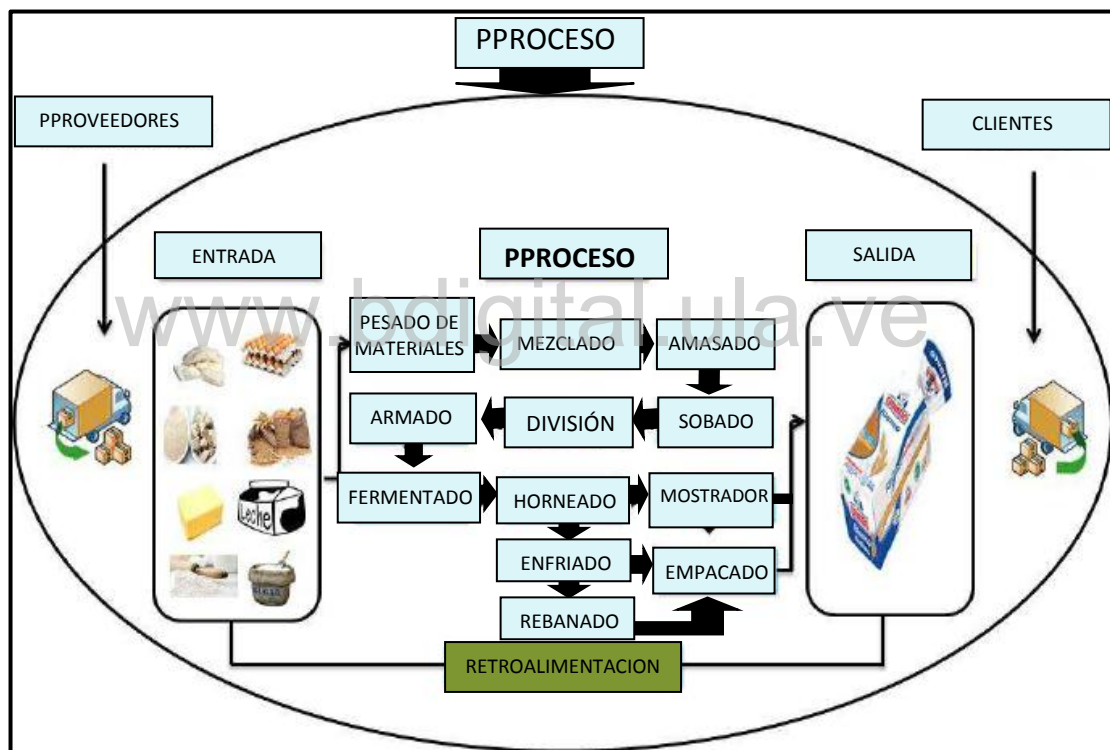 PPROCESO
PPROVEEDORES
CLIENTES
ENTRADA
PPROCESO
SALIDA
www.bdigital.ula.ve
PESADO DE
MATERIALES
MEZCLADO
AMASADO
ARMADO
DIVISIÓN
SOBADO
FERMENTADO
HORNEADO
MOSTRADOR
Leche
ENFRIADO
EMPACADO
REBANADO
RETROALIMENTACION